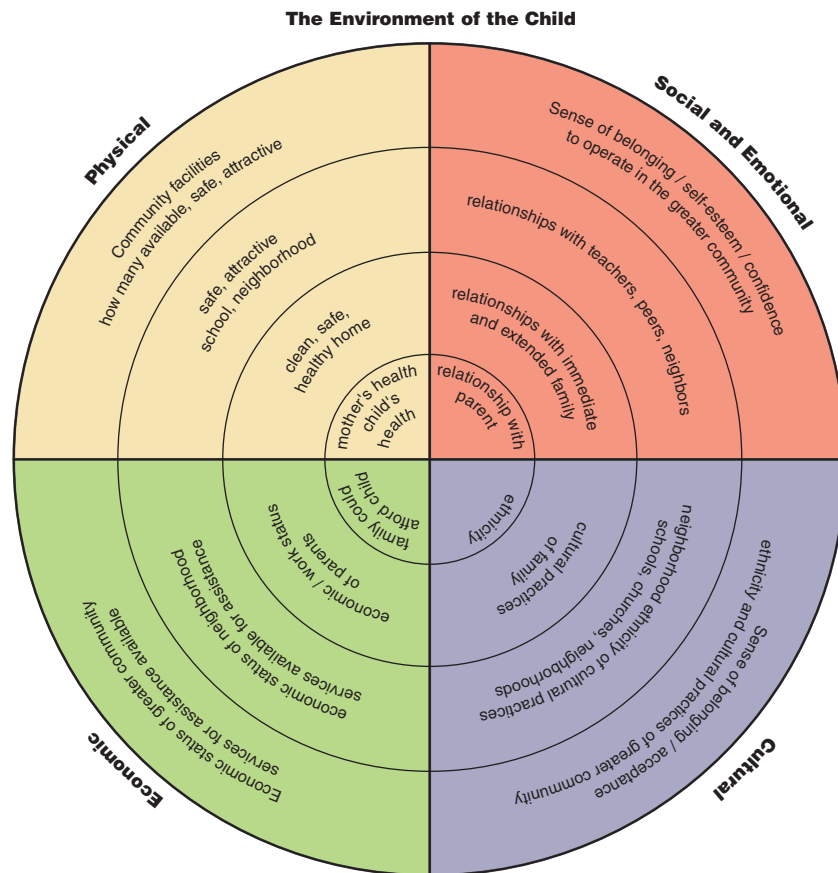 The Environment of the Child
Physical
Community facilities
how many available, safe, attractive
safe, attractive
school, neighborhood
clean, safe,
healthy home
mother's health
child's
health
Social and Emotional
Sense of belonging / self-esteem / confidence
to operate in the greater community
relationships with teachers, peers, neighbors
relationships with immediate
and extended family
relationship with
parent
Economic
family could
afford child
economic / work status
of parents
economic status of neighborhood
services available for assistance
Economic status of greater community
services for assistance available
Cultural
ethnicity
cultural practices
of family
neighborhood ethnicity of cultural practices
schools, churches, neighborhoods
Sense of belonging / acceptance
ethnicity and cultural practices of greater community